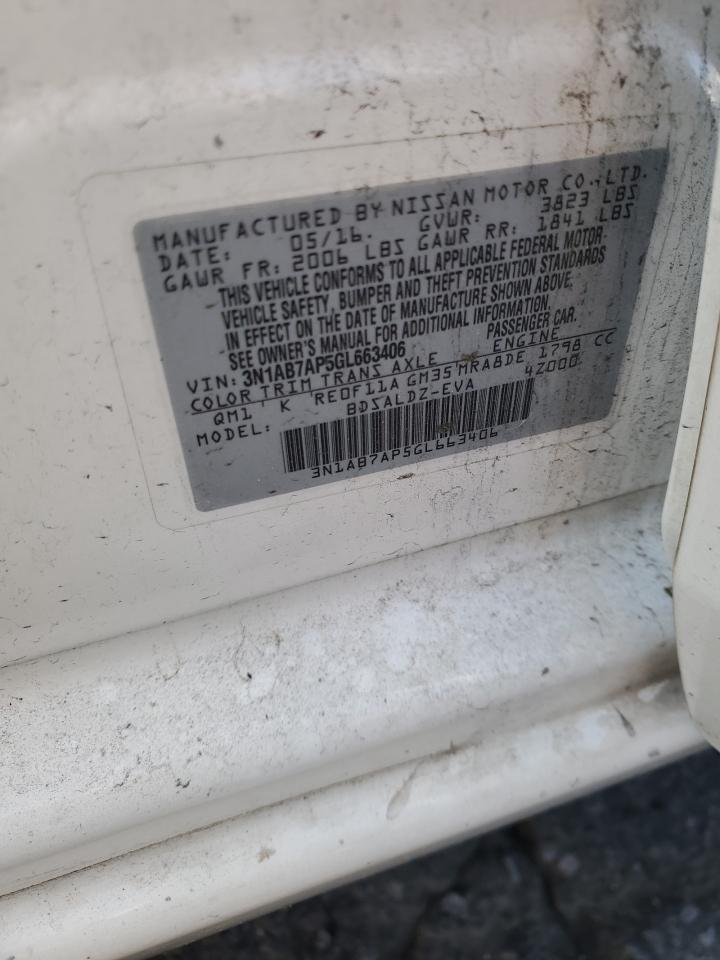 MANUFACTURED BY NISSAN MOTOR CO., LTD.
DATE: 05/16. GVWR: 3823 LBS
GAWR FR: 2006 LBS GAWR RR: 1841 LBS
THIS VEHICLE CONFORMS TO ALL APPLICABLE FEDERAL MOTOR
VEHICLE SAFETY, BUMPER AND THEFT PREVENTION STANDARDS
IN EFFECT ON THE DATE OF MANUFACTURE SHOWN ABOVE.
SEE OWNER'S MANUAL FOR ADDITIONAL INFORMATION.
VIN: 3N1AB7AP5GL663406 PASSENGER CAR.
COLOR TRIM TRANS AXLE ENGINE
QM1 K RE0F11A GM35 MRA8DE 1798 CC
MODEL: BDSALDZ-EVA 4Z000
3N1AB7AP5GL663406